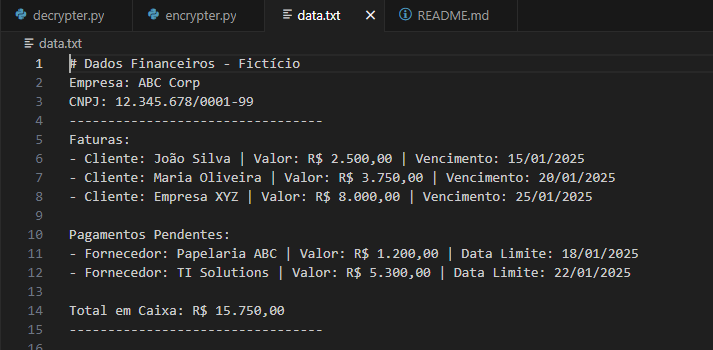 decrypter.py encrypter.py data.txt README.md
data.txt
1 # Dados Financeiros - Fictício
2 Empresa: ABC Corp
3 CNPJ: 12.345.678/0001-99
4 ---------------------------------
5 Faturas:
6 - Cliente: João Silva | Valor: R$ 2.500,00 | Vencimento: 15/01/2025
7 - Cliente: Maria Oliveira | Valor: R$ 3.750,00 | Vencimento: 20/01/2025
8 - Cliente: Empresa XYZ | Valor: R$ 8.000,00 | Vencimento: 25/01/2025
9
10 Pagamentos Pendentes:
11 - Fornecedor: Papelaria ABC | Valor: R$ 1.200,00 | Data Limite: 18/01/2025
12 - Fornecedor: TI Solutions | Valor: R$ 5.300,00 | Data Limite: 22/01/2025
13
14 Total em Caixa: R$ 15.750,00
15 ---------------------------------
16